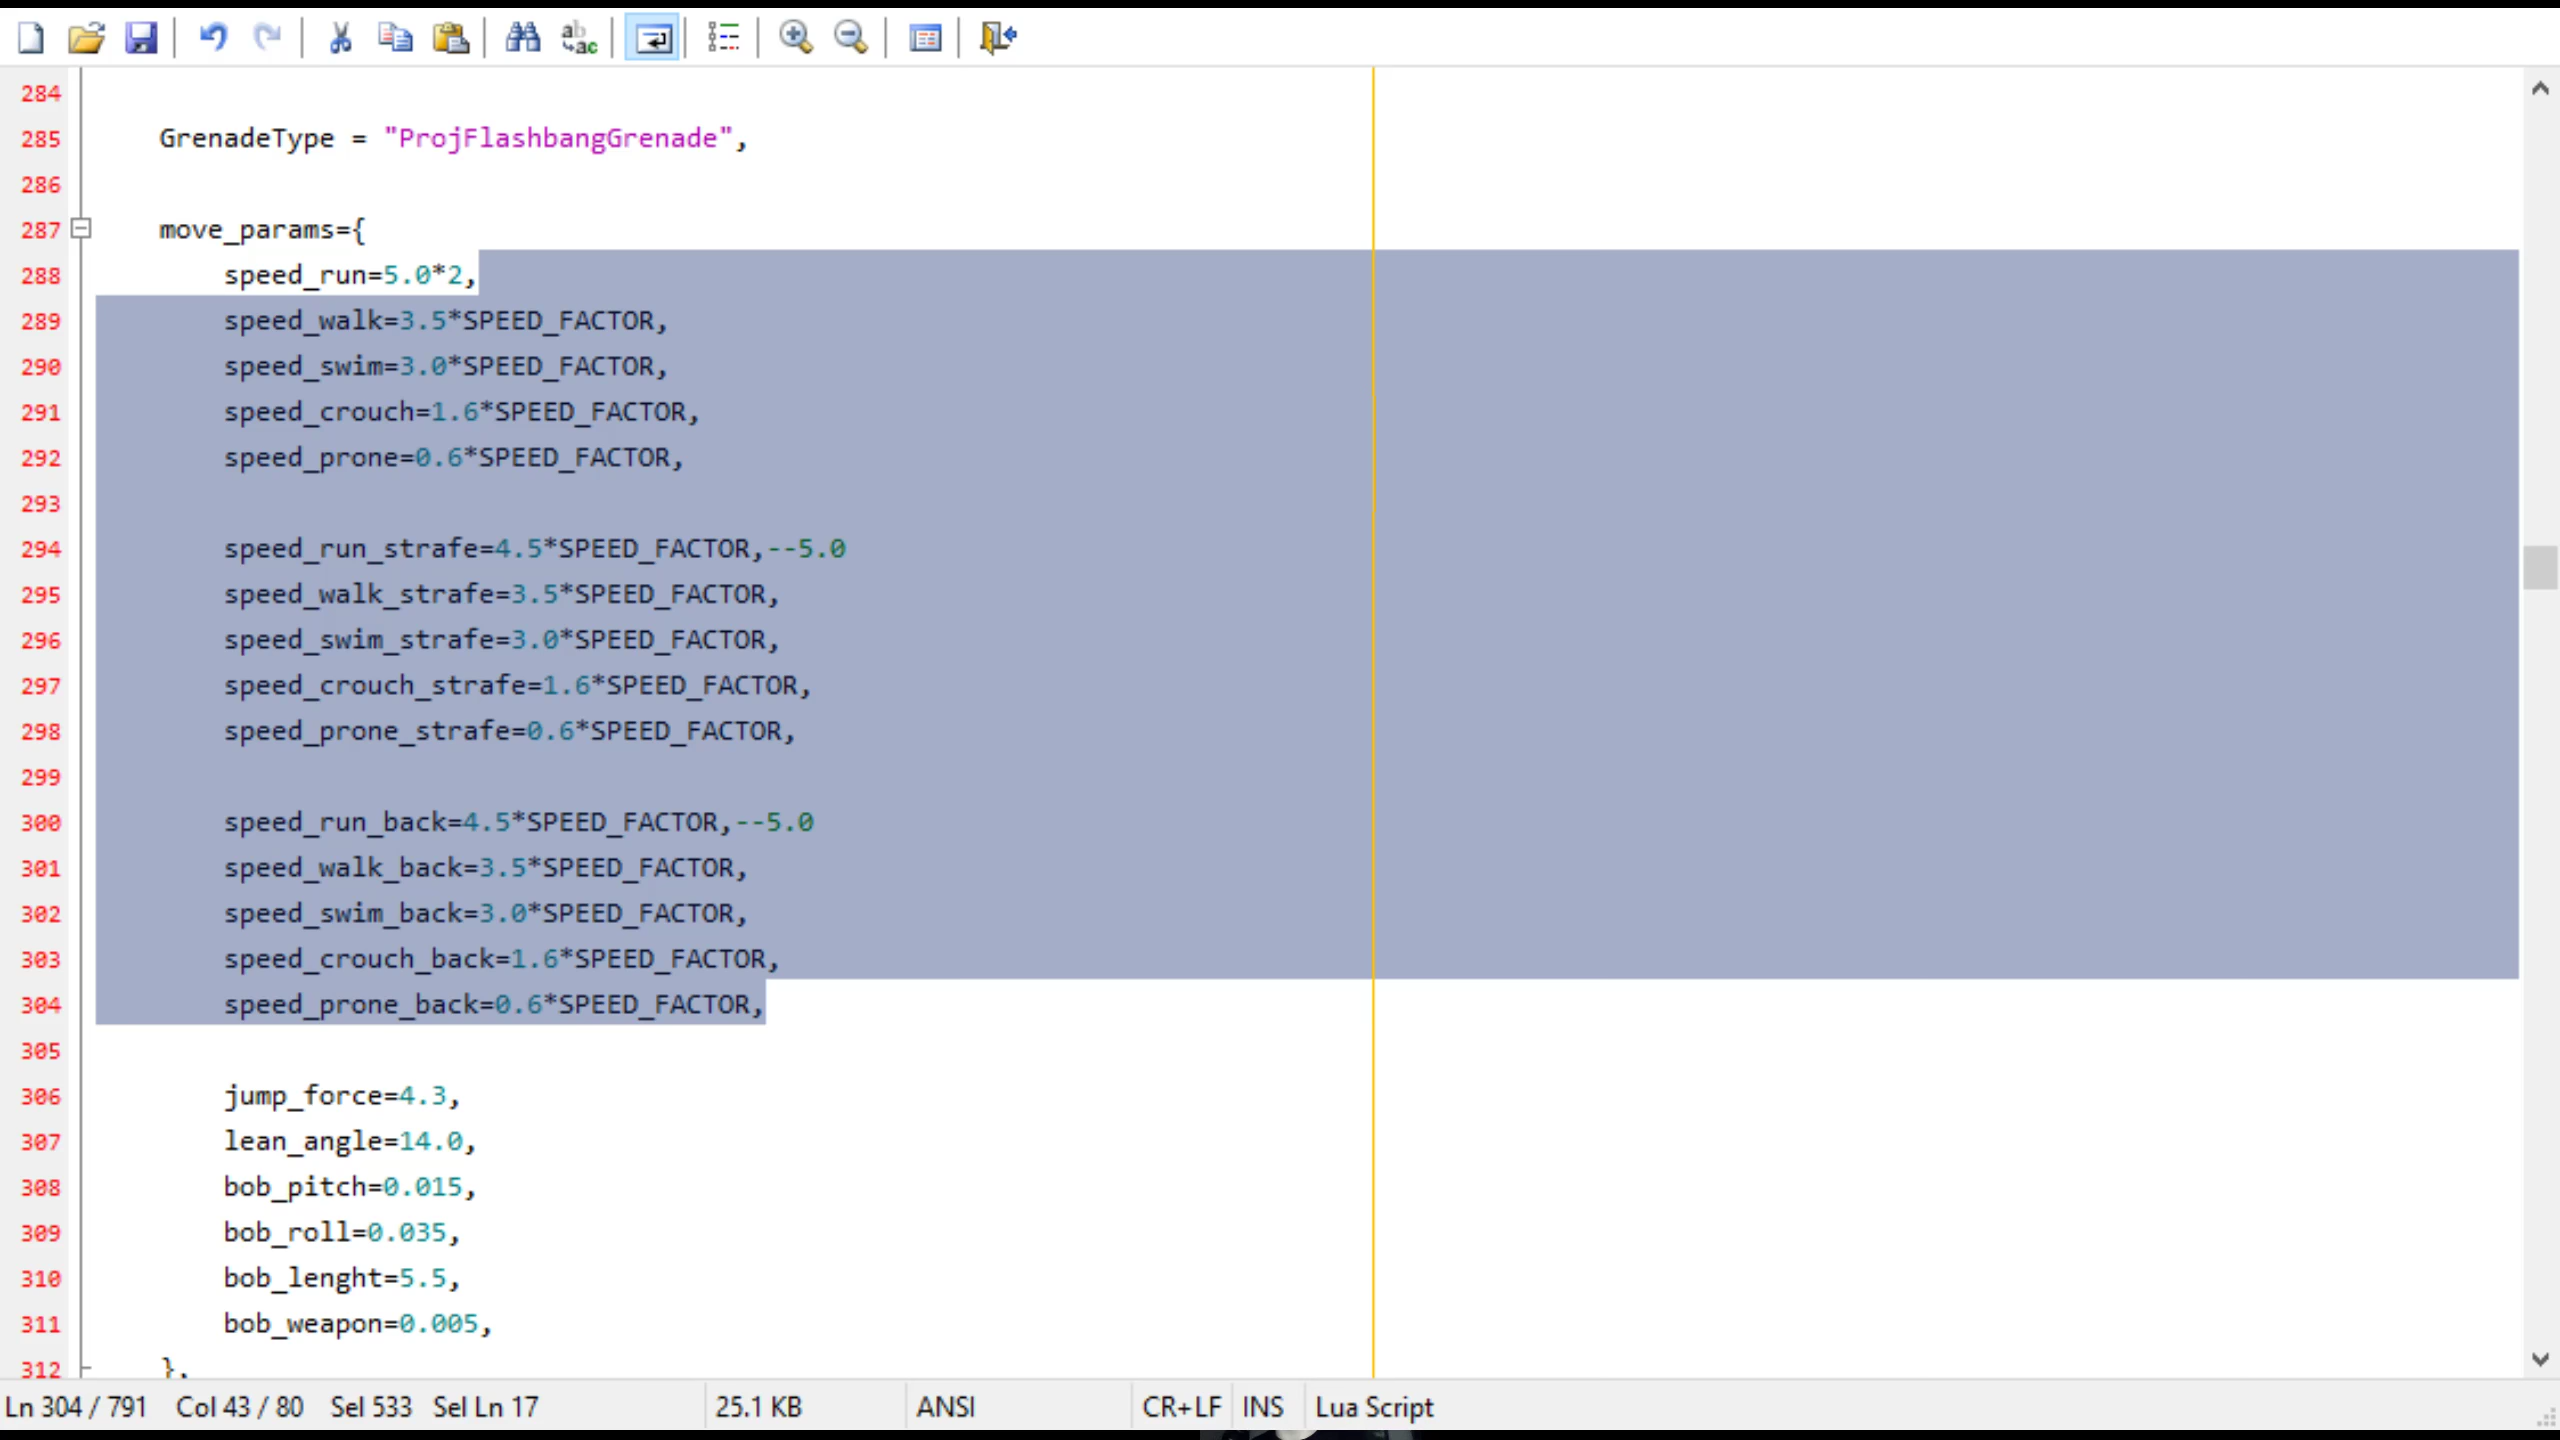 ab
ac
284
285 GrenadeType = "ProjFlashbangGrenade",
286
287 move_params={
288 speed_run=5.0*2,
289 speed_walk=3.5*SPEED_FACTOR,
290 speed_swim=3.0*SPEED_FACTOR,
291 speed_crouch=1.6*SPEED_FACTOR,
292 speed_prone=0.6*SPEED_FACTOR,
293
294 speed_run_strafe=4.5*SPEED_FACTOR,--5.0
295 speed_walk_strafe=3.5*SPEED_FACTOR,
296 speed_swim_strafe=3.0*SPEED_FACTOR,
297 speed_crouch_strafe=1.6*SPEED_FACTOR,
298 speed_prone_strafe=0.6*SPEED_FACTOR,
299
300 speed_run_back=4.5*SPEED_FACTOR,--5.0
301 speed_walk_back=3.5*SPEED_FACTOR,
302 speed_swim_back=3.0*SPEED_FACTOR,
303 speed_crouch_back=1.6*SPEED_FACTOR,
304 speed_prone_back=0.6*SPEED_FACTOR,
305
306 jump_force=4.3,
307 lean_angle=14.0,
308 bob_pitch=0.015,
309 bob_roll=0.035,
310 bob_lenght=5.5,
311 bob_weapon=0.005,
312 },
Ln 304 / 791 Col 43 / 80 Sel 533 Sel Ln 17 25.1 KB ANSI CR+LF INS Lua Script